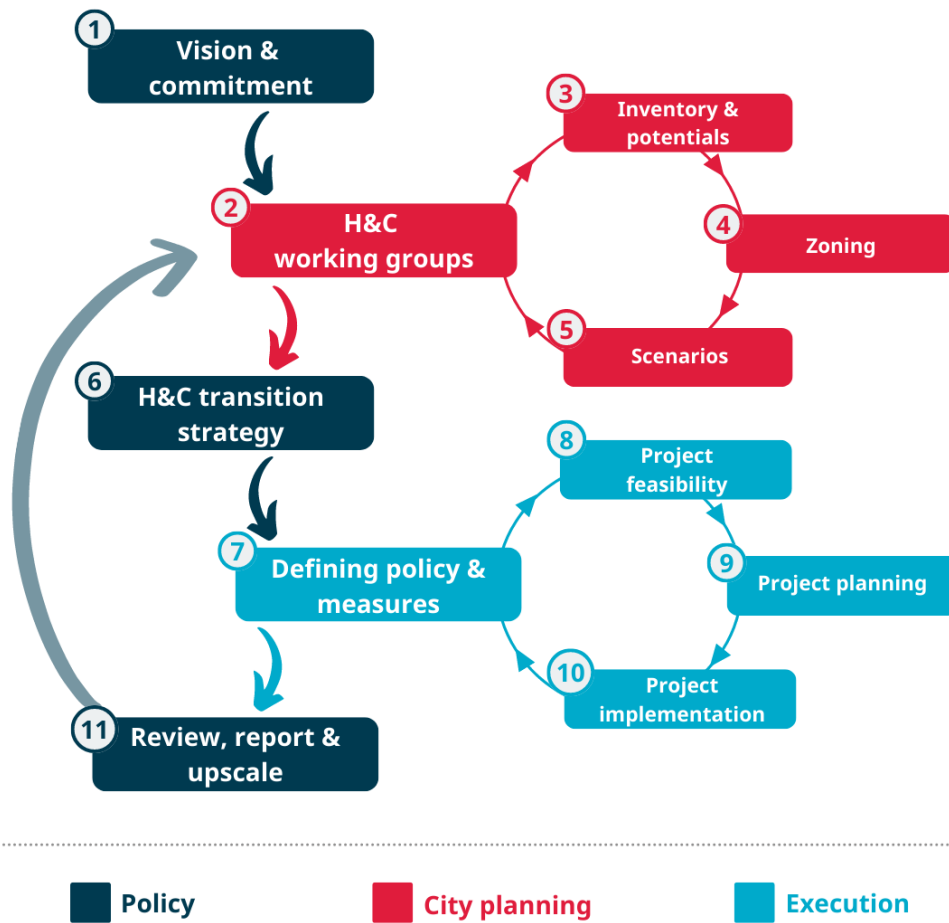 1
Vision &
commitment
2
H&C
working groups
3
Inventory &
potentials
4
Zoning
5
Scenarios
6
H&C transition
strategy
7
Defining policy &
measures
8
Project
feasibility
9
Project planning
10
Project
implementation
11
Review, report &
upscale
Policy
City planning
Execution